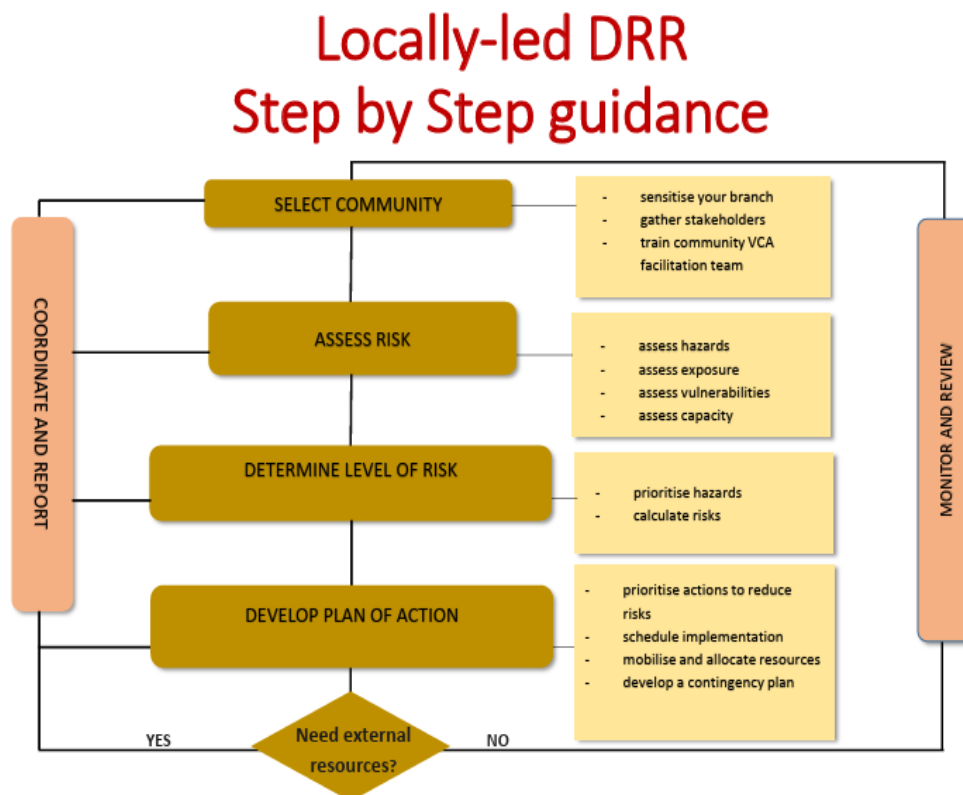 Locally-led DRR
Step by Step guidance
SELECT COMMUNITY
- sensitise your branch
- gather stakeholders
- train community VCA
facilitation team
COORDINATE AND REPORT
MONITOR AND REVIEW
ASSESS RISK
- assess hazards
- assess exposure
- assess vulnerabilities
- assess capacity
DETERMINE LEVEL OF RISK
- prioritise hazards
- calculate risks
DEVELOP PLAN OF ACTION
- prioritise actions to reduce
risks
- schedule implementation
- mobilise and allocate resources
- develop a contingency plan
YES
Need external
resources?
NO